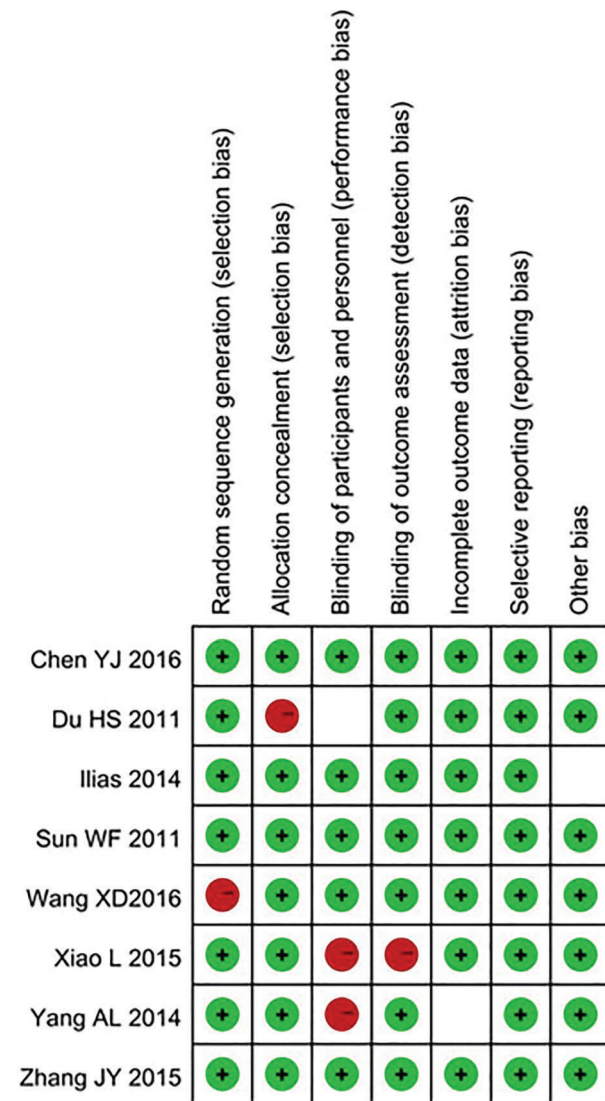 Random sequence generation (selection bias)
Allocation concealment (selection bias)
Blinding of participants and personnel (performance bias)
Blinding of outcome assessment (detection bias)
Incomplete outcome data (attrition bias)
Selective reporting (reporting bias)
Other bias
Chen YJ 2016 + + + + + + +
Du HS 2011 + - + + + +
Ilias 2014 + + + + + +
Sun WF 2011 + + + + + + +
Wang XD2016 - + + + + + +
Xiao L 2015 + + - - + + +
Yang AL 2014 + + - + + +
Zhang JY 2015 + + + + + + +